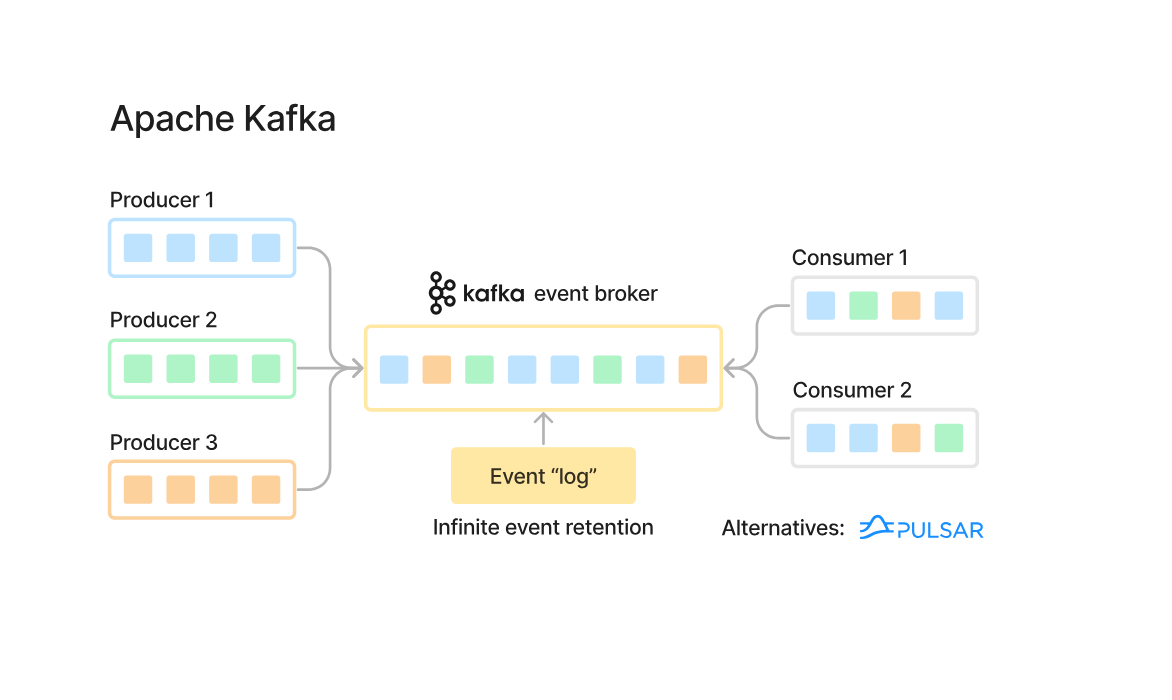 Apache Kafka
Producer 1
Producer 2
Producer 3
kafka event broker
Event “log”
Infinite event retention
Consumer 1
Consumer 2
Alternatives: PULSAR